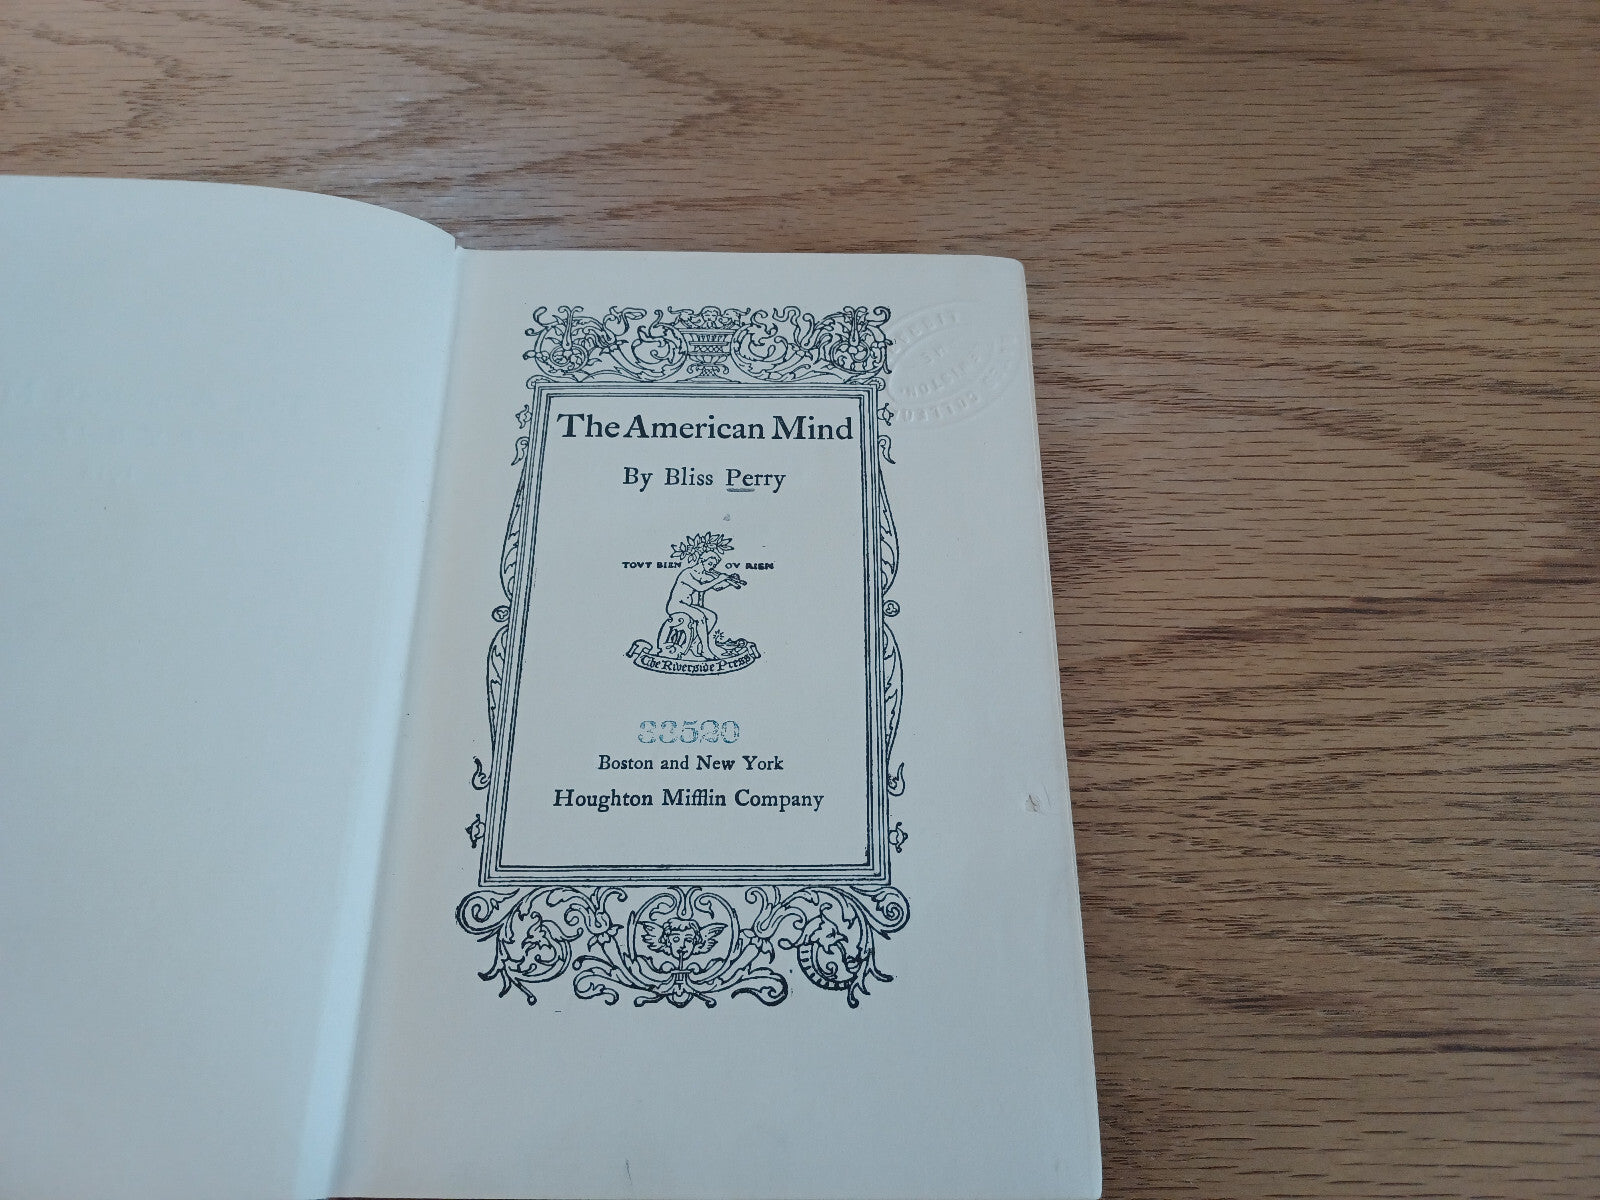 The American Mind
By Bliss Perry
TOVT BIEN OV RIEN
The Riverside Press
33520
Boston and New York
Houghton Mifflin Company